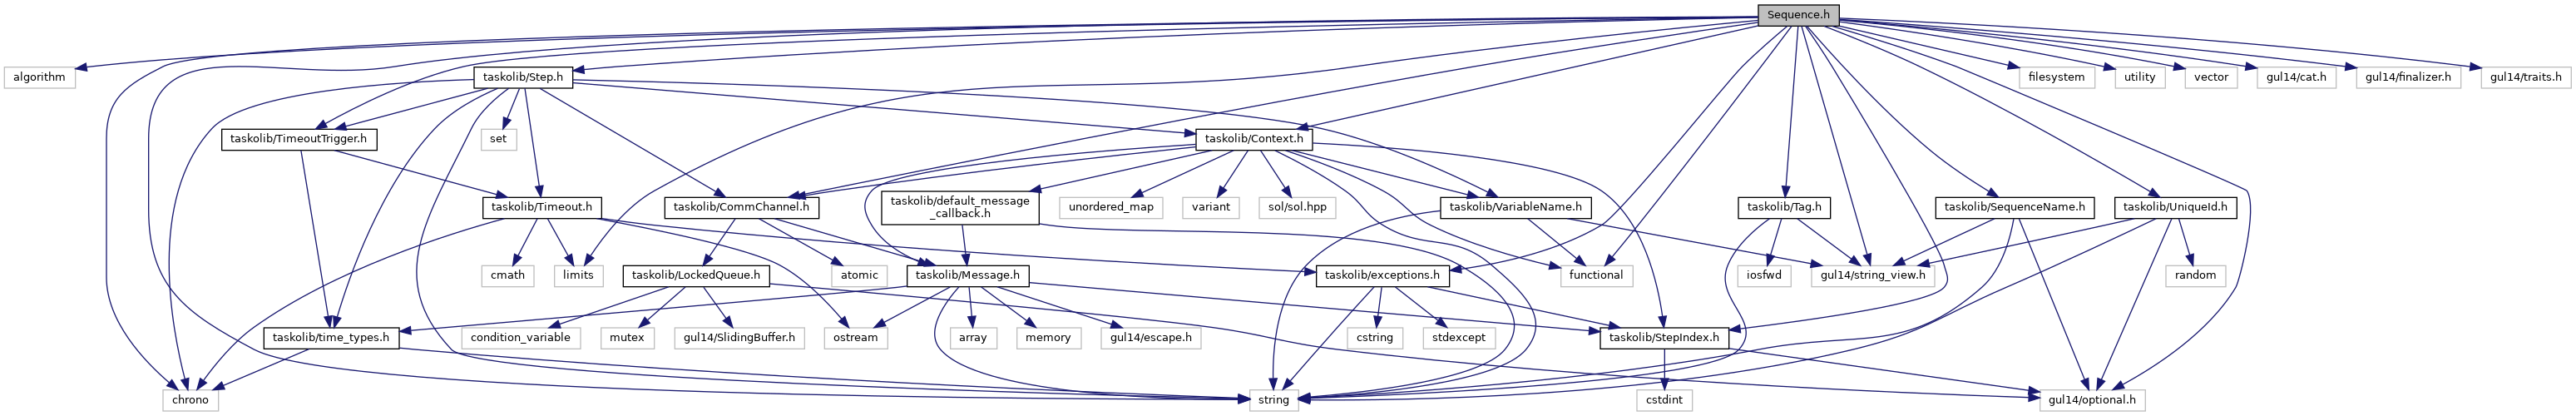 Sequence.h
algorithm
taskolib/Step.h
filesystem
utility
vector
gul14/cat.h
gul14/finalizer.h
gul14/traits.h
taskolib/TimeoutTrigger.h
set
taskolib/Context.h
taskolib/Timeout.h
taskolib/CommChannel.h
taskolib/default_message
_callback.h
unordered_map
variant
sol/sol.hpp
taskolib/VariableName.h
taskolib/Tag.h
taskolib/SequenceName.h
taskolib/UniqueId.h
cmath
limits
taskolib/LockedQueue.h
atomic
taskolib/Message.h
taskolib/exceptions.h
functional
iosfwd
gul14/string_view.h
random
taskolib/time_types.h
condition_variable
mutex
gul14/SlidingBuffer.h
ostream
array
memory
gul14/escape.h
cstring
stdexcept
taskolib/StepIndex.h
chrono
string
cstdint
gul14/optional.h